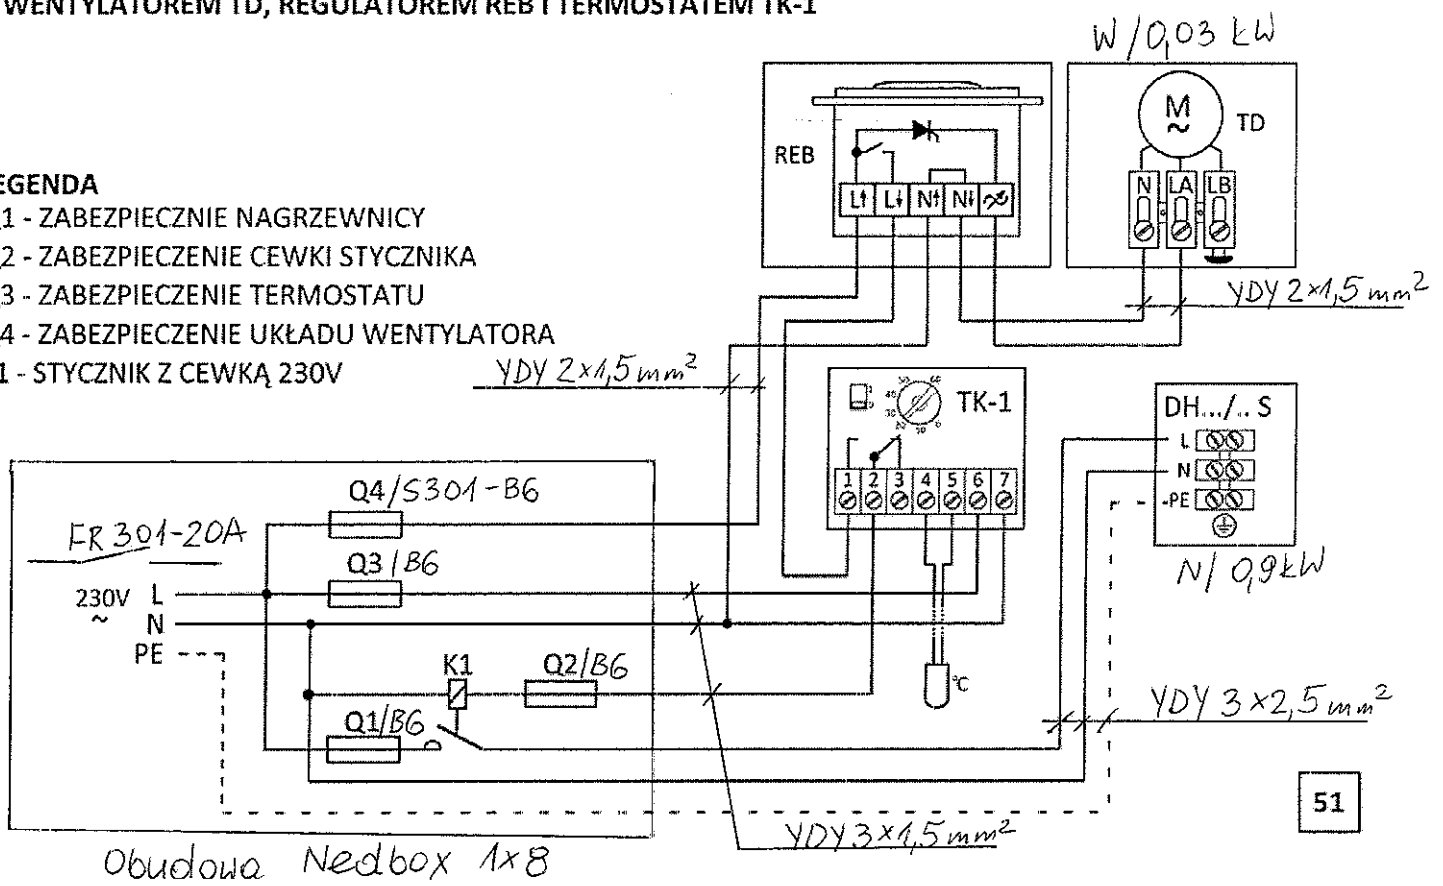 WENTYLATOREM TD, REGULATOREM REB I TERMOSTATEM TK-1
W/0,03 kW
M
~
TD
REB
N LA LB
L↑ L↓ N↑ N↓
EGENDA
1 - ZABEZPIECZNIE NAGRZEWNICY
2 - ZABEZPIECZENIE CEWKI STYCZNIKA
3 - ZABEZPIECZENIE TERMOSTATU
4 - ZABEZPIECZENIE UKŁADU WENTYLATORA
1 - STYCZNIK Z CEWKĄ 230V
YDY 2×1,5 mm²
YDY 2×1,5 mm²
TK-1
DH.../.. S
L
N
PE
1 2 3 4 5 6 7
Q4/S301-B6
FR 301-20A
Q3/B6
N/ 0,9kW
230V L
~ N
PE
K1
Q2/B6
°C
Q1/B6
YDY 3×2,5 mm²
51
YDY 3×1,5 mm²
Obudowa Nedbox 1×8